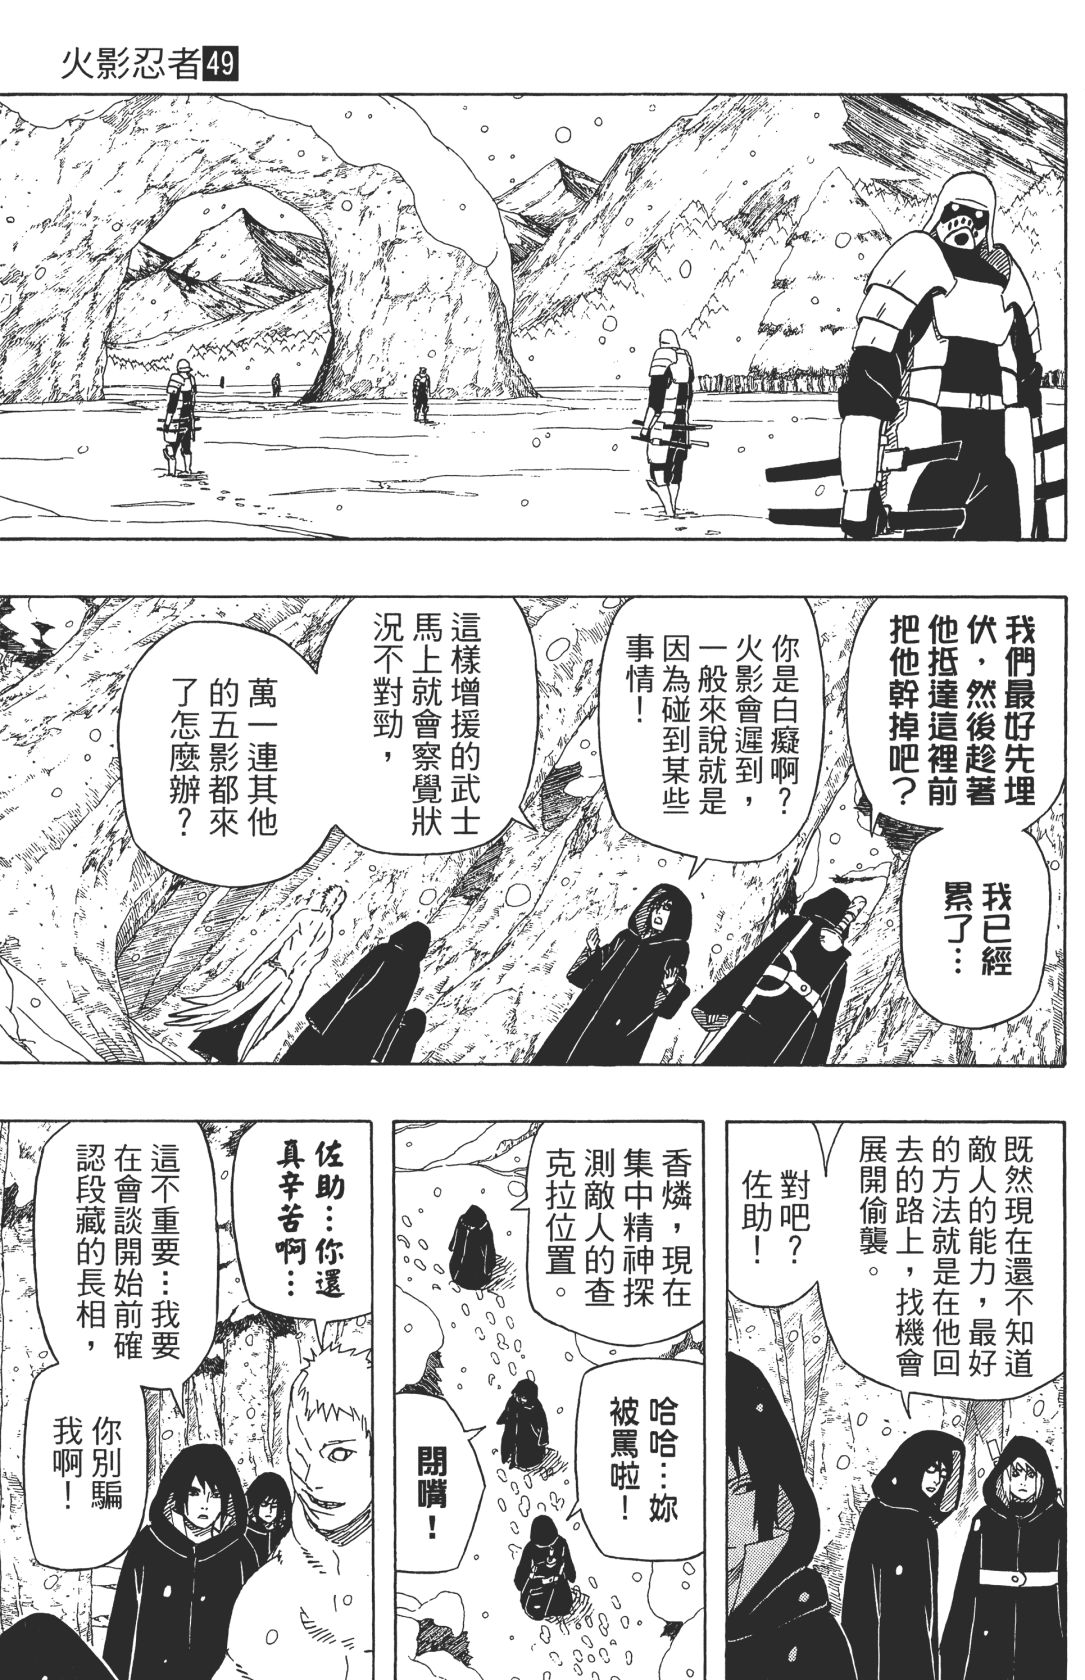 火影忍者49
我們最好先埋
伏，然後趁著
他抵達這裡前
把他幹掉吧？
我已經
累了…
你是白癡啊？
火影會遲到，
一般來說就是
因為碰到某些
事情！
這樣增援的武士
馬上就會察覺狀
況不對勁，
萬一連其他
的五影都來
了怎麼辦？
既然現在還不知道
敵人的能力，最好
的方法就是在他回
去的路上，找機會
展開偷襲。
對吧？
佐助！
香燐，現在
集中精神探
測敵人的查
克拉位置。
哈哈…妳
被罵啦！
閉嘴！
佐助…你還
真辛苦啊…
這不重要…我要
在會談開始前確
認段藏的長相，
你別騙
我啊！